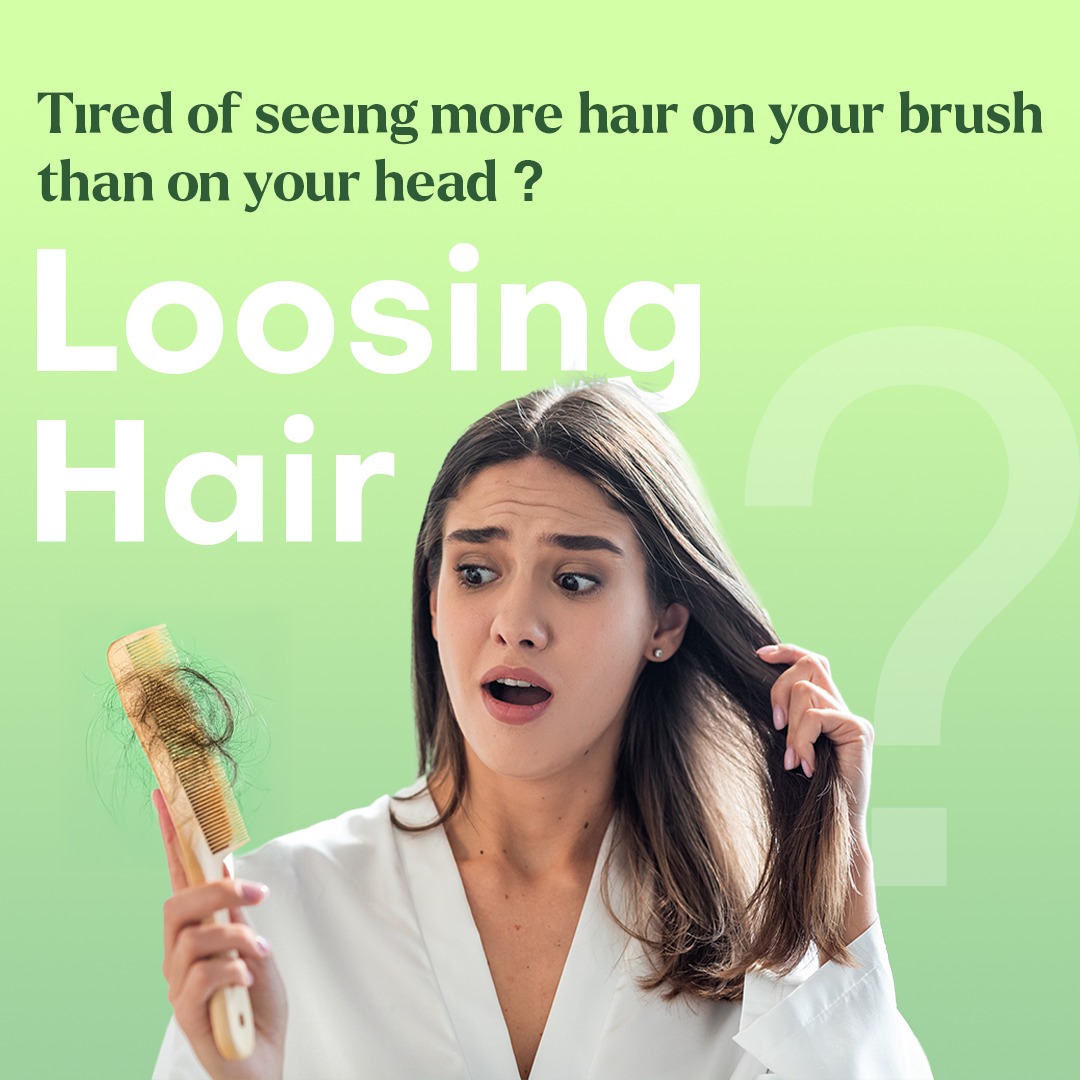 Tired of seeing more hair on your brush
than on your head ?
Loosing
Hair
?